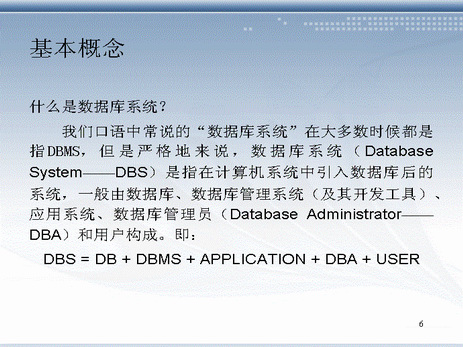 基本概念
什么是数据库系统？
我们口语中常说的“数据库系统”在大多数时候都是
指DBMS，但是严格地来说，数据库系统（Database
System——DBS）是指在计算机系统中引入数据库后的
系统，一般由数据库、数据库管理系统（及其开发工具）、
应用系统、数据库管理员（Database Administrator——
DBA）和用户构成。即：
DBS = DB + DBMS + APPLICATION + DBA + USER
6